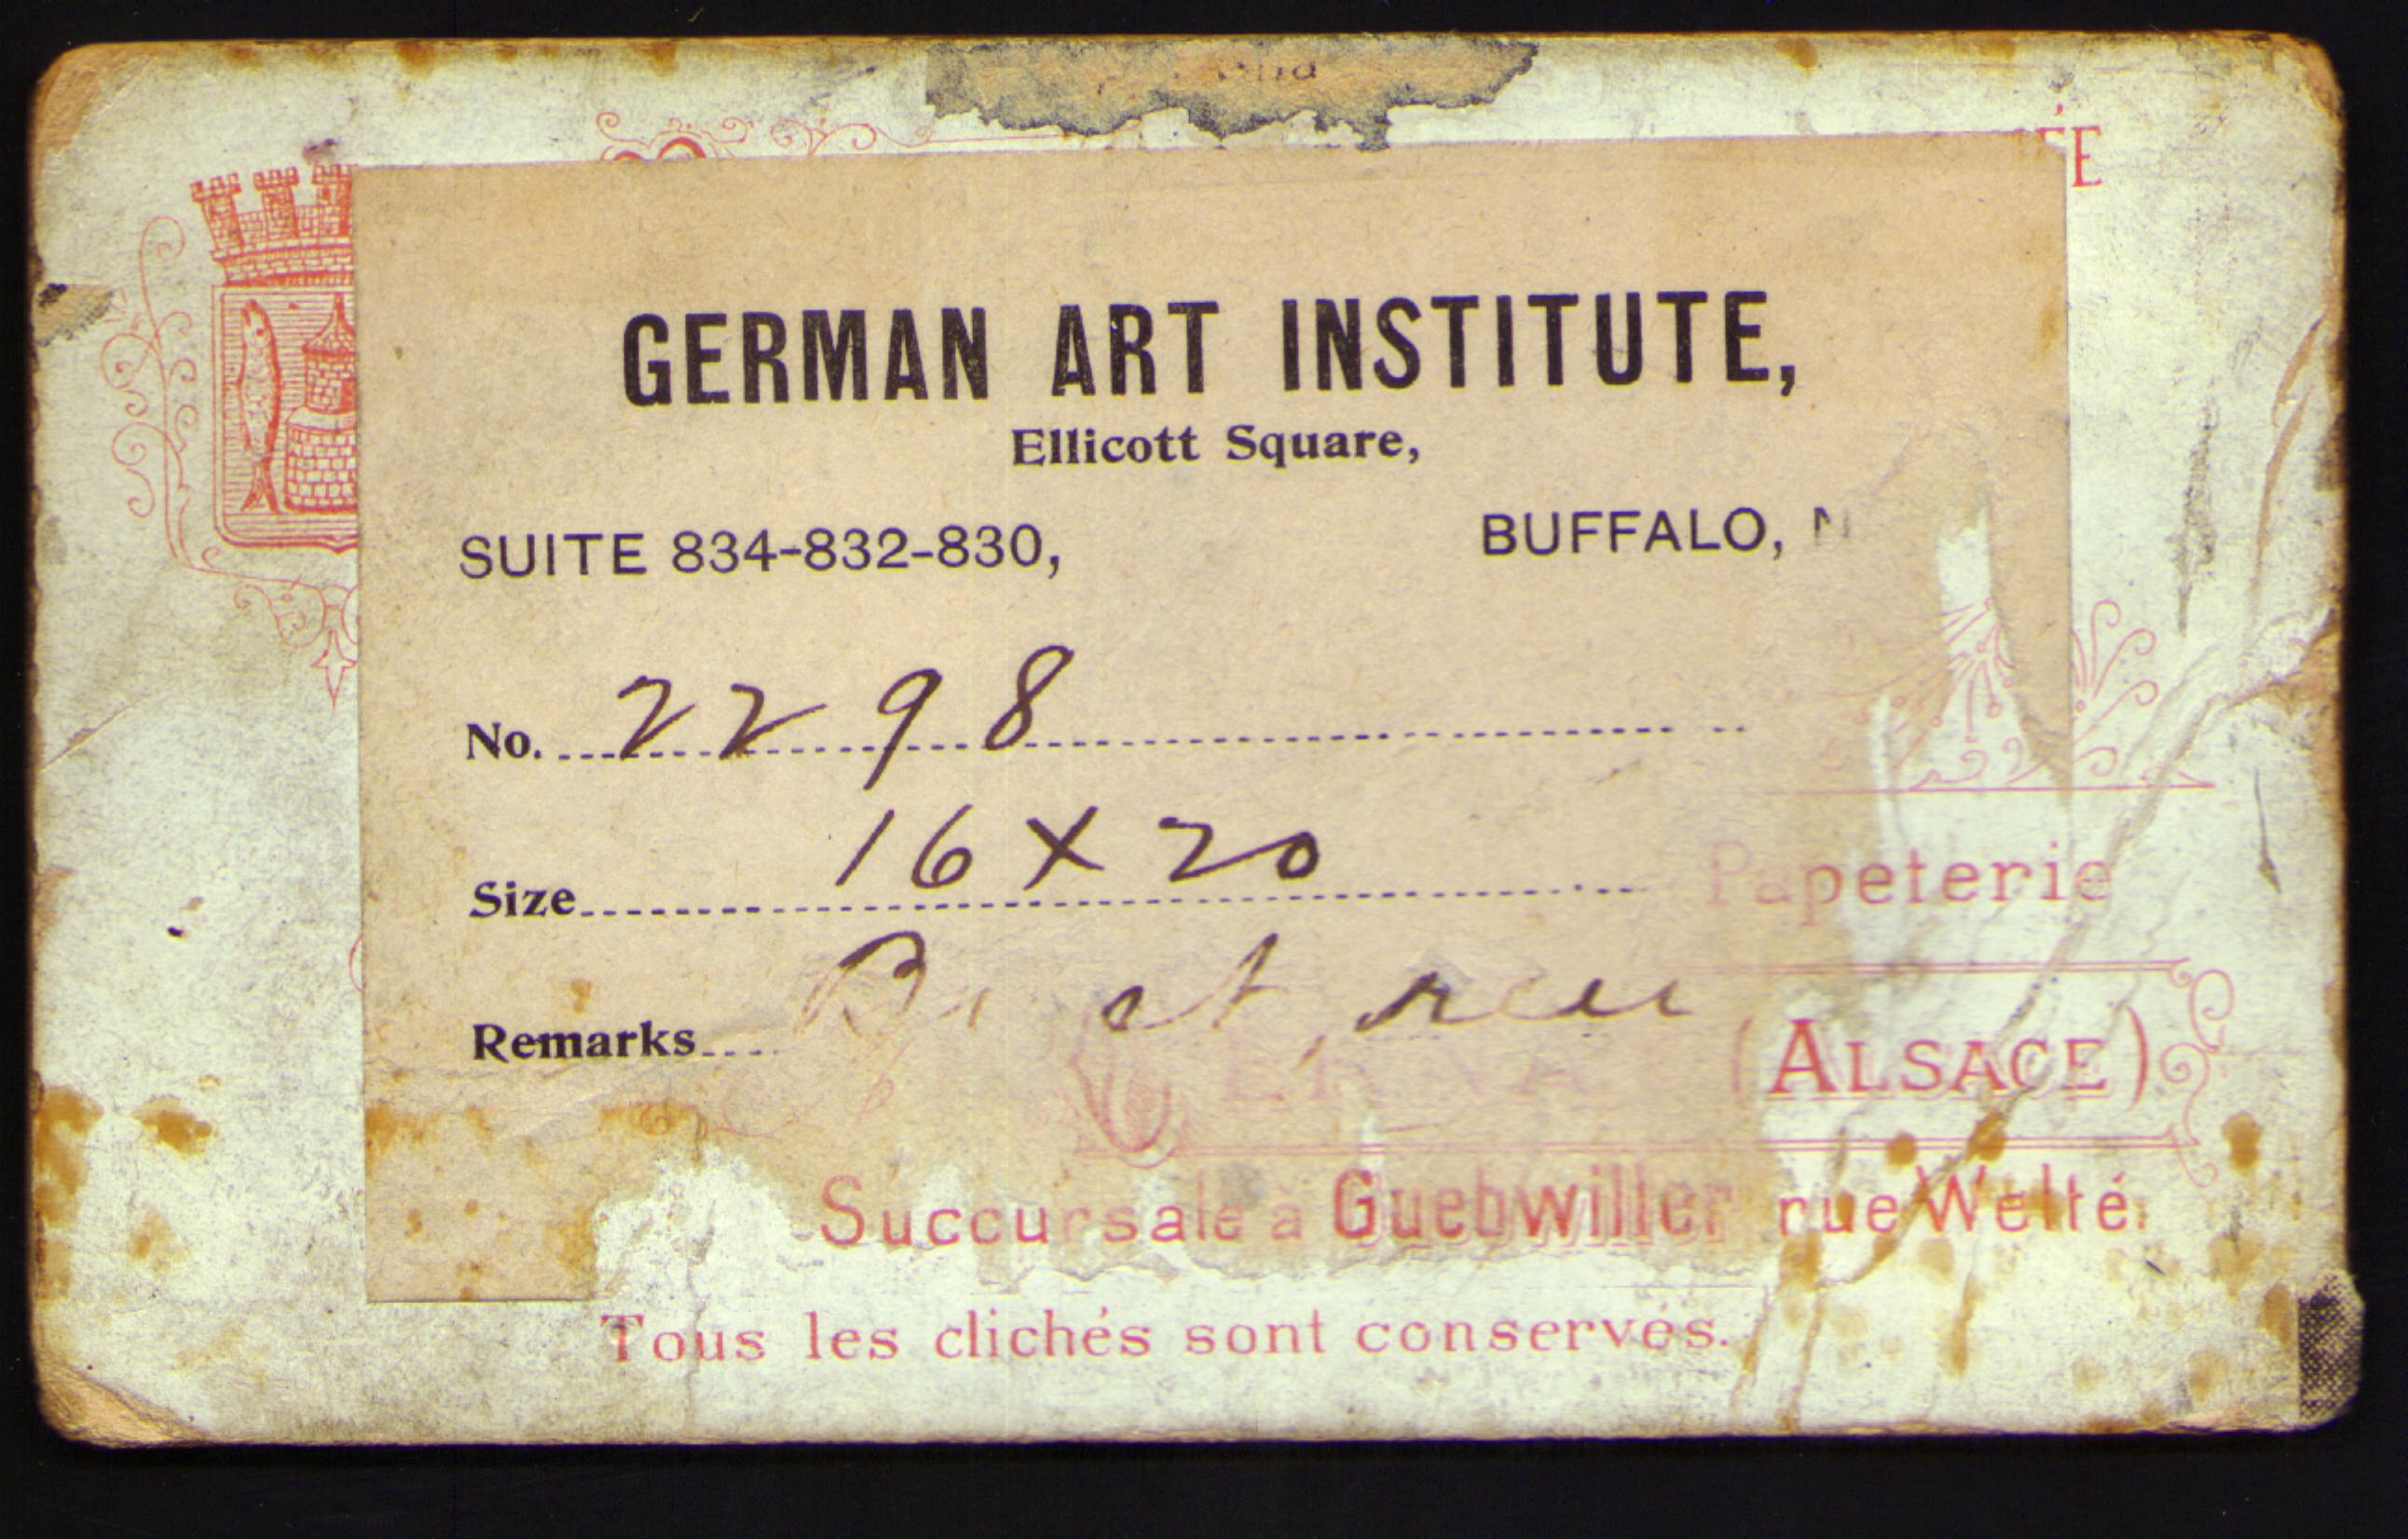 ÉE
GERMAN ART INSTITUTE,
Ellicott Square,
SUITE 834-832-830, BUFFALO, N
No. 2298
Size 16 x 20
Papeterie
Remarks
(ALSACE)
Succursale à Guebwiller rue Welté.
Tous les clichés sont conservés.